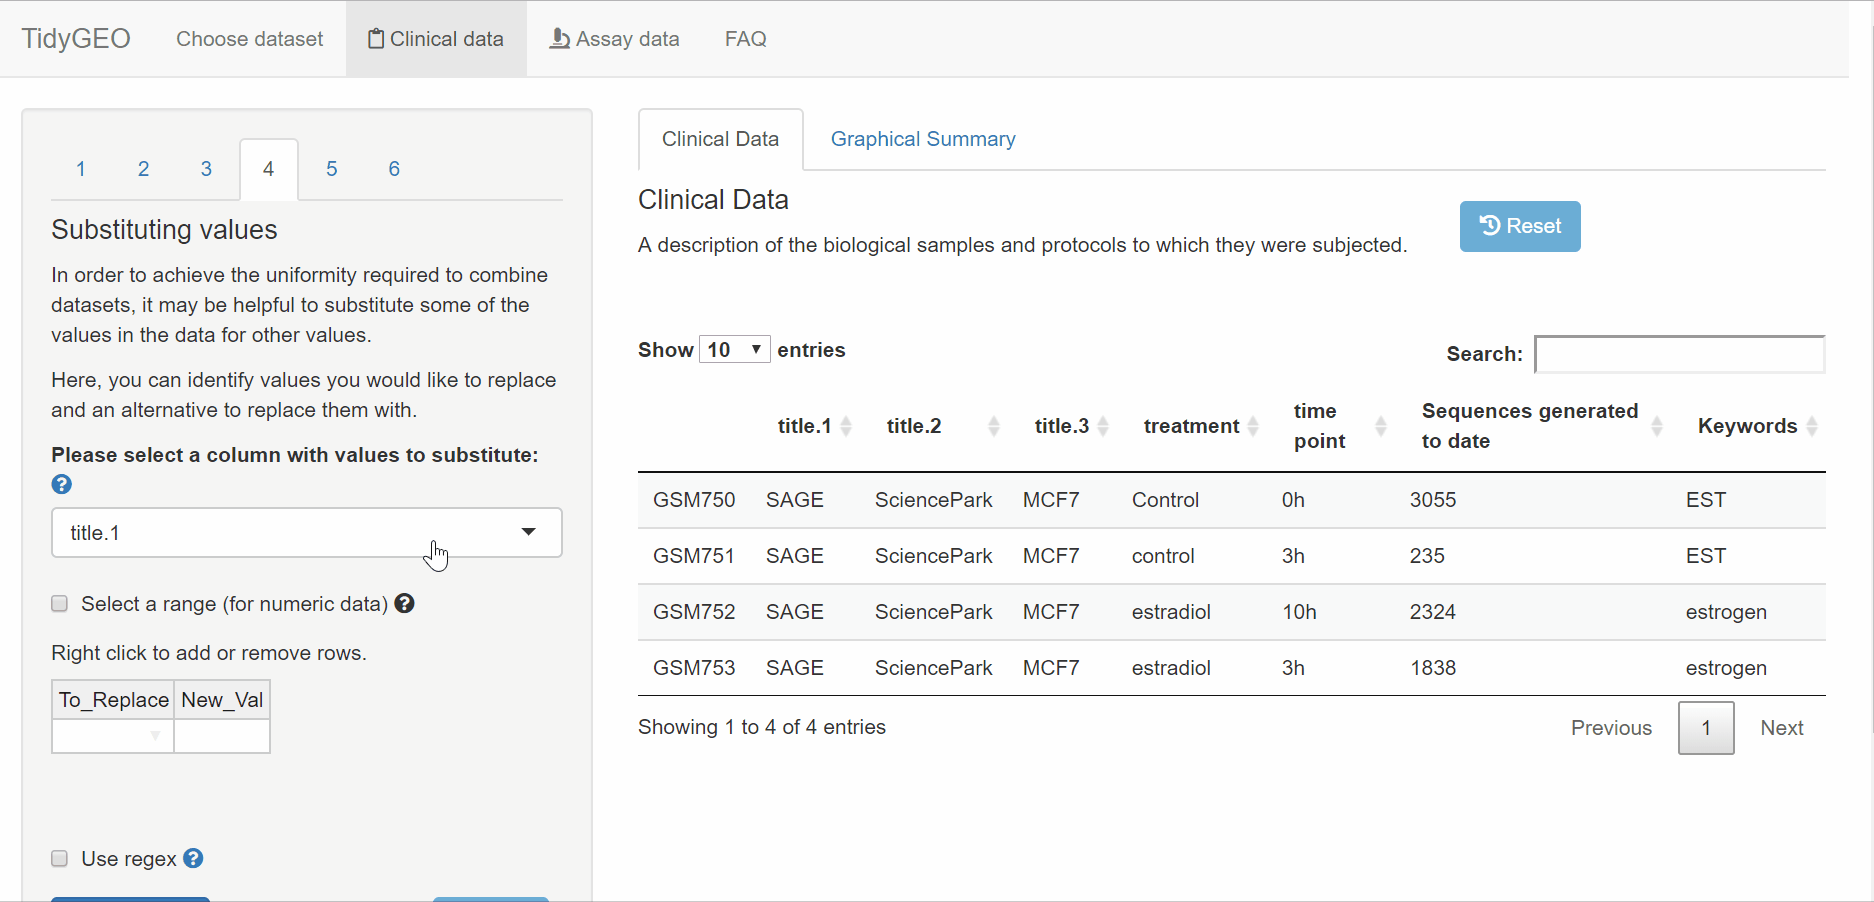 TidyGEO Choose dataset Clinical data Assay data FAQ
1 2 3 4 5 6
Substituting values
In order to achieve the uniformity required to combine
datasets, it may be helpful to substitute some of the
values in the data for other values.
Here, you can identify values you would like to replace
and an alternative to replace them with.
Please select a column with values to substitute:
?
title.1
Select a range (for numeric data) ?
Right click to add or remove rows.
To_Replace New_Val
Use regex ?
Clinical Data Graphical Summary
Clinical Data
Reset
A description of the biological samples and protocols to which they were subjected.
Show 10 entries
Search:
title.1 title.2 title.3 treatment time point Sequences generated to date Keywords
GSM750 SAGE SciencePark MCF7 Control 0h 3055 EST
GSM751 SAGE SciencePark MCF7 control 3h 235 EST
GSM752 SAGE SciencePark MCF7 estradiol 10h 2324 estrogen
GSM753 SAGE SciencePark MCF7 estradiol 3h 1838 estrogen
Showing 1 to 4 of 4 entries
Previous 1 Next